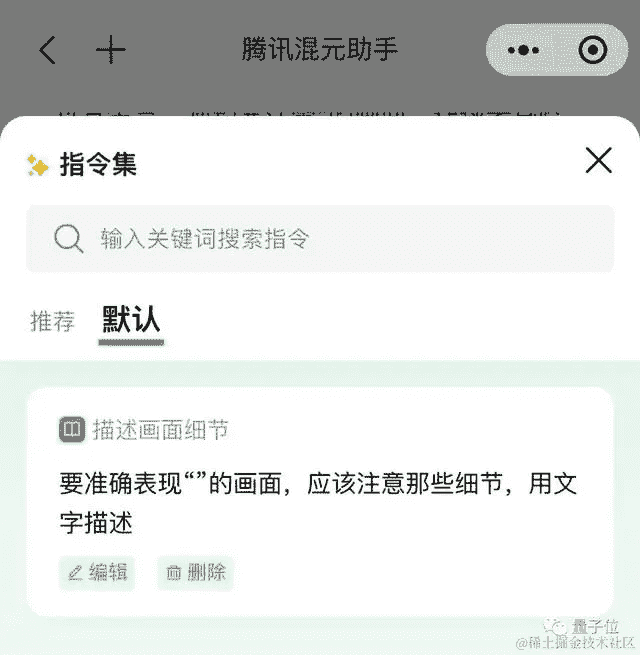 腾讯混元助手
指令集
输入关键词搜索指令
推荐 默认
描述画面细节
要准确表现“”的画面，应该注意那些细节，用文
字描述
编辑 删除
量子位
@稀土掘金技术社区